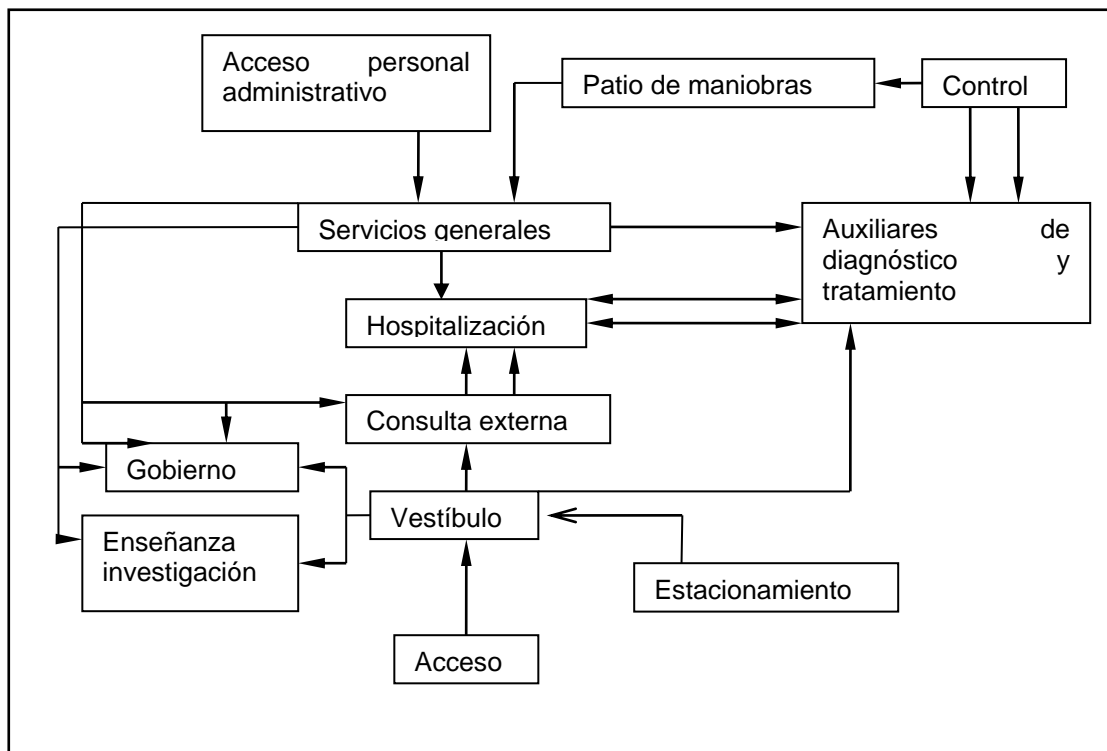 Acceso personal
administrativo
Patio de maniobras
Control
Servicios generales
Auxiliares de
diagnóstico y
tratamiento
Hospitalización
Consulta externa
Gobierno
Vestíbulo
Enseñanza
investigación
Estacionamiento
Acceso